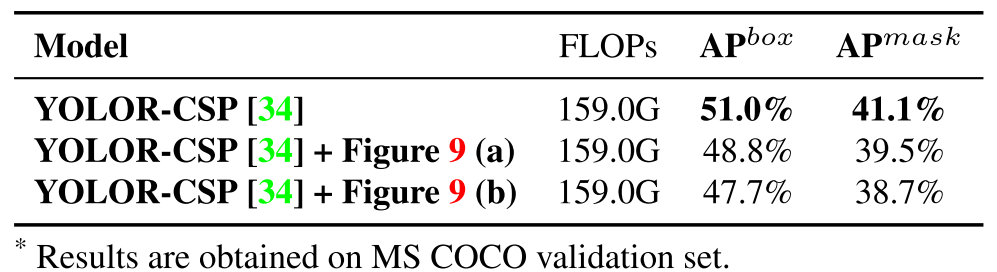 Model FLOPs AP^box AP^mask
YOLOR-CSP [34] 159.0G 51.0% 41.1%
YOLOR-CSP [34] + Figure 9 (a) 159.0G 48.8% 39.5%
YOLOR-CSP [34] + Figure 9 (b) 159.0G 47.7% 38.7%
* Results are obtained on MS COCO validation set.